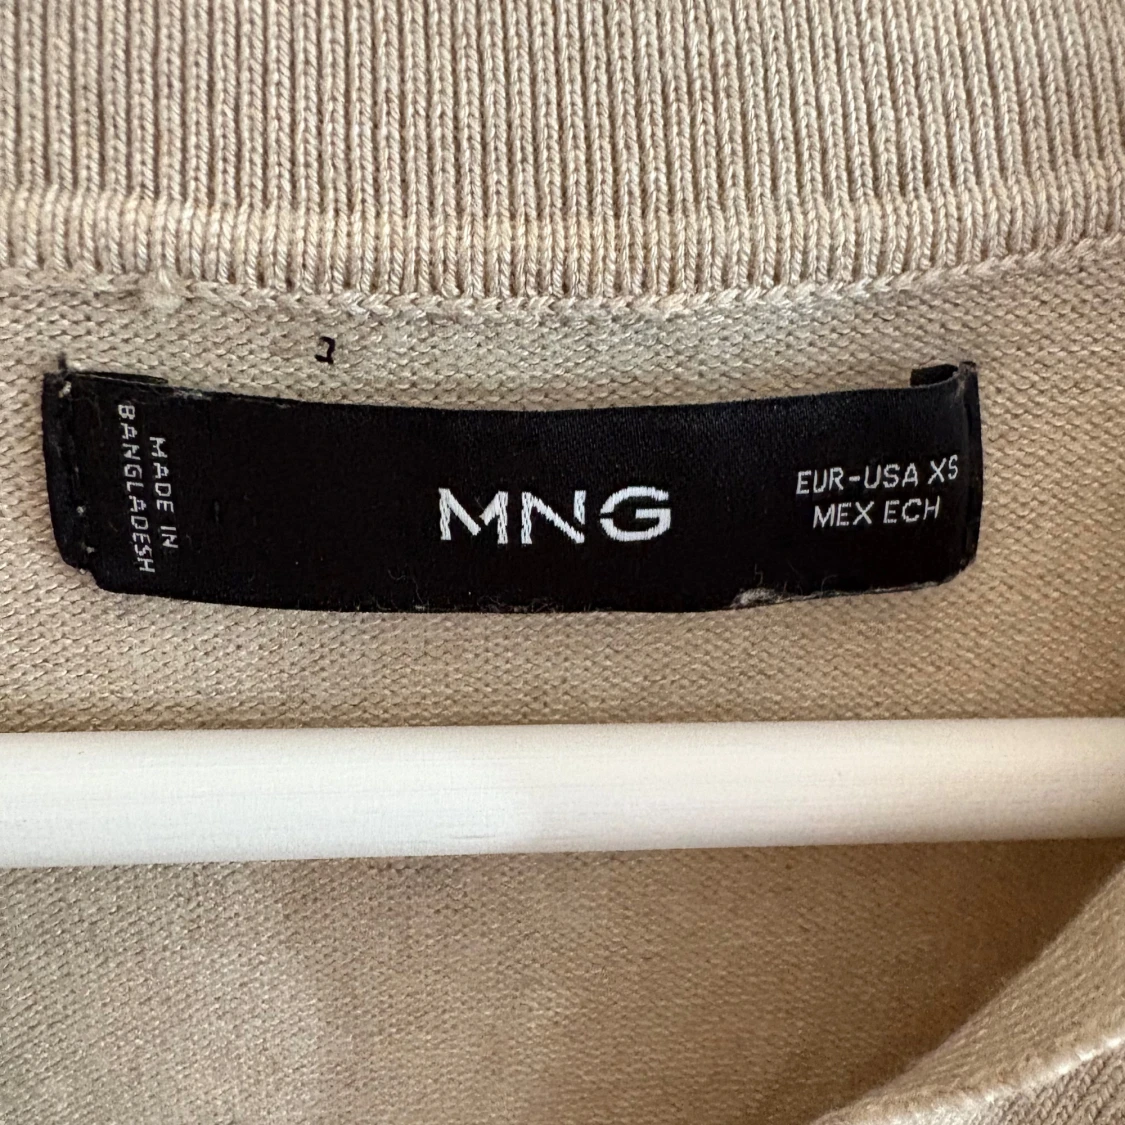 MADE IN
BANGLADESH
MNG
EUR-USA XS
MEX ECH